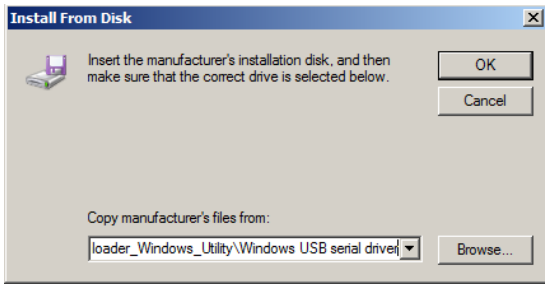 Install From Disk
Insert the manufacturer's installation disk, and then
make sure that the correct drive is selected below.
OK
Cancel
Copy manufacturer's files from:
loader_Windows_Utility\Windows USB serial driver
Browse...